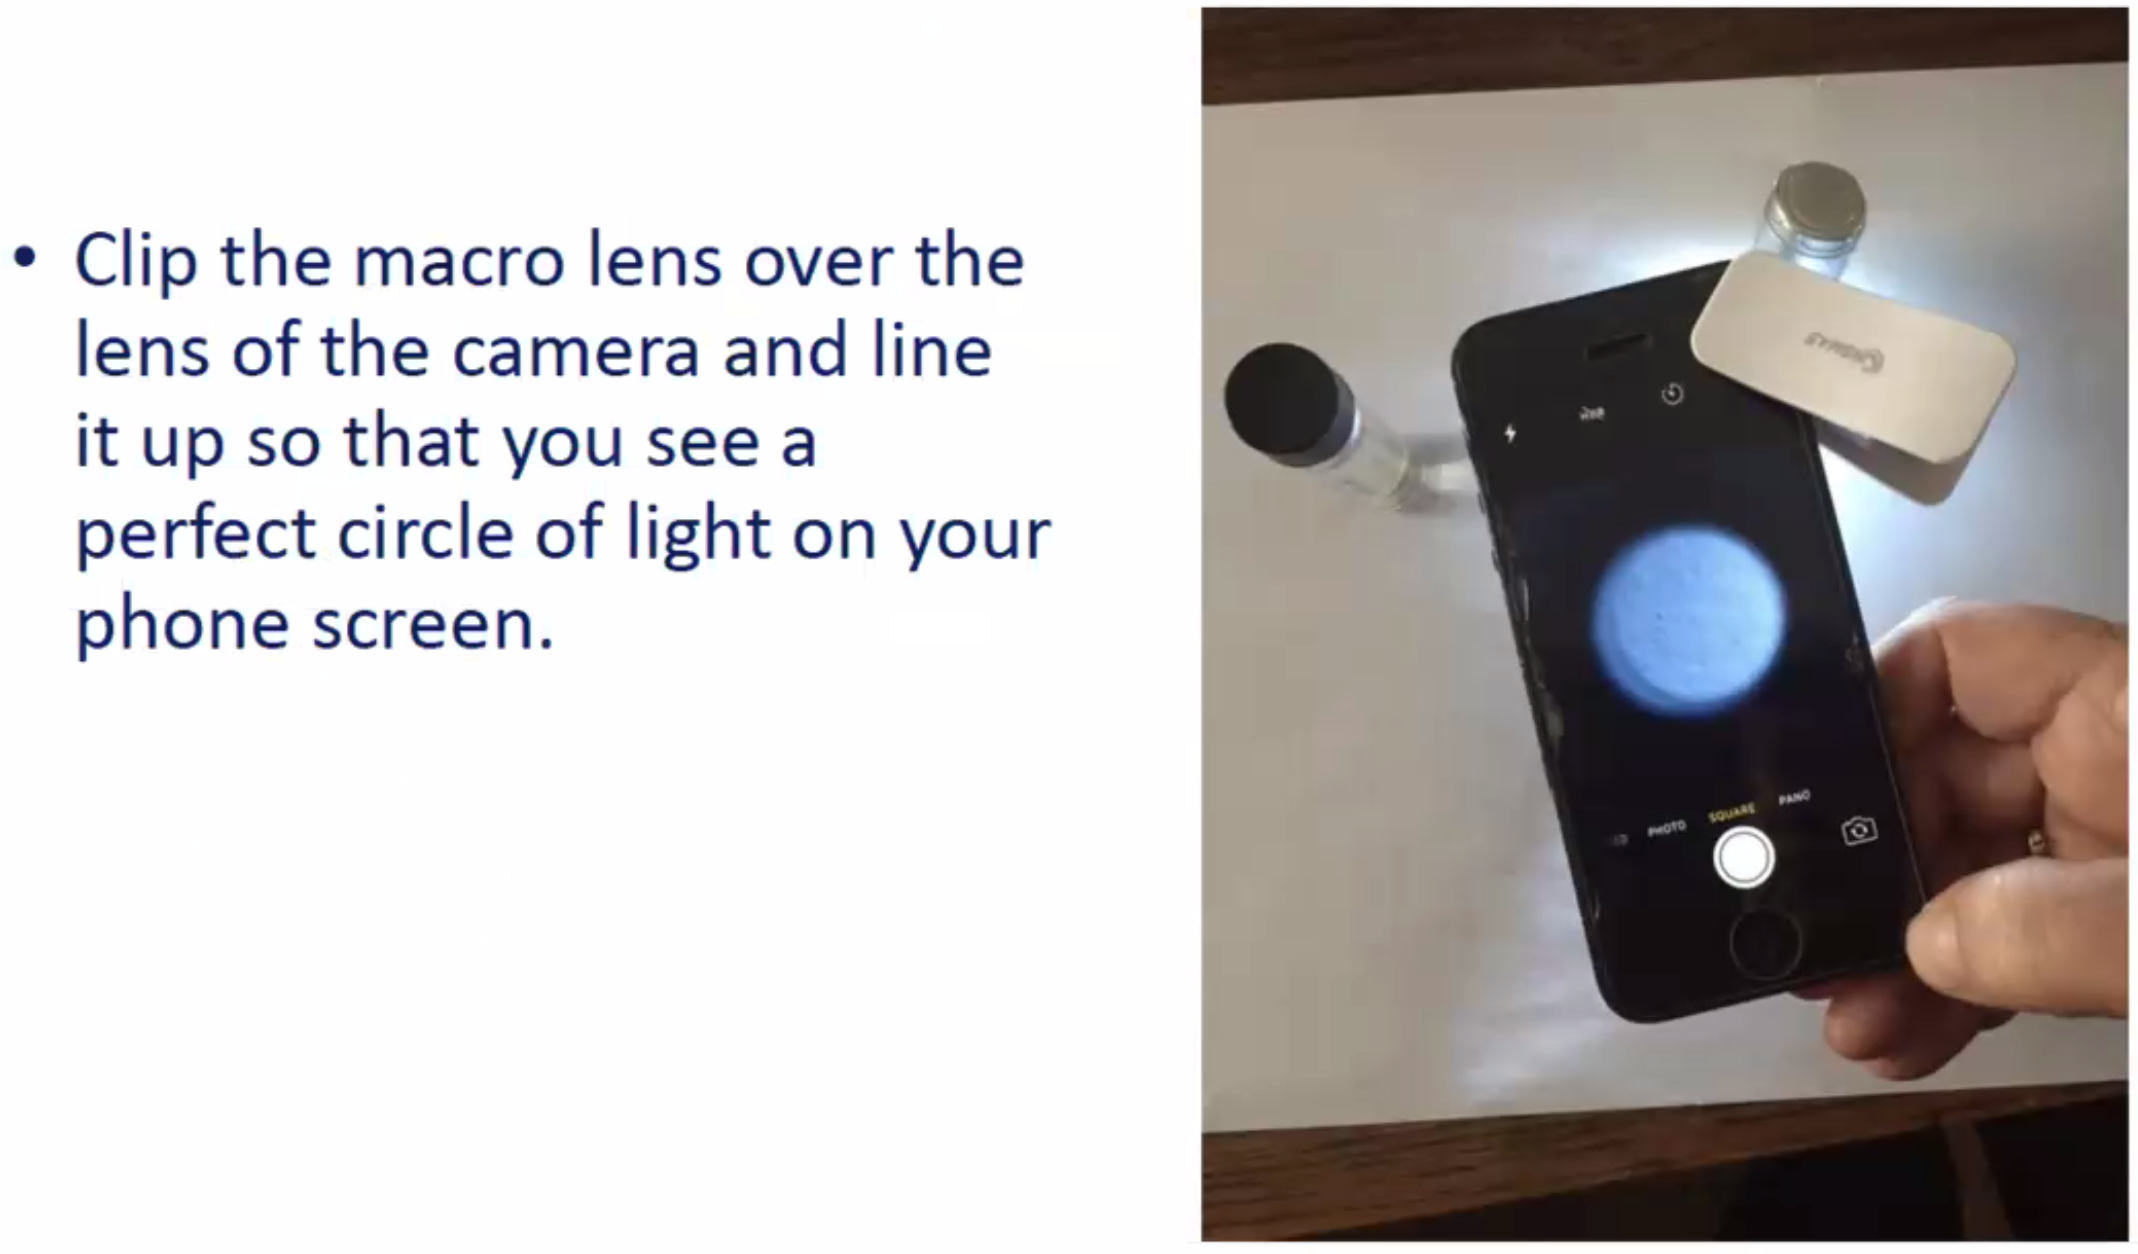 • Clip the macro lens over the
lens of the camera and line
it up so that you see a
perfect circle of light on your
phone screen.
PHOTO
SQUARE
PANO